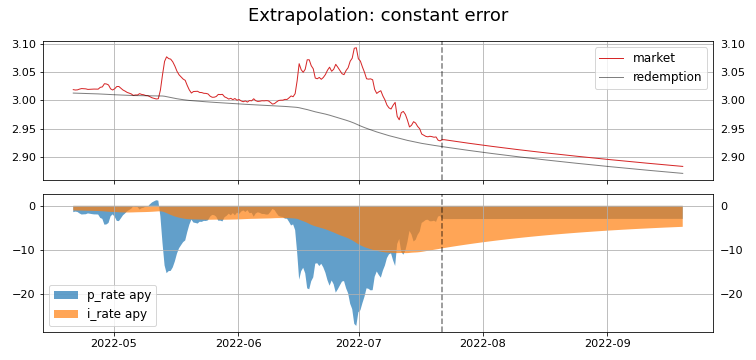 Extrapolation: constant error
3.10 3.10
3.05 3.05
3.00 3.00
2.95 2.95
2.90 2.90
market
redemption
0 0
−10 −10
−20 −20
p_rate apy
i_rate apy
2022-05 2022-06 2022-07 2022-08 2022-09